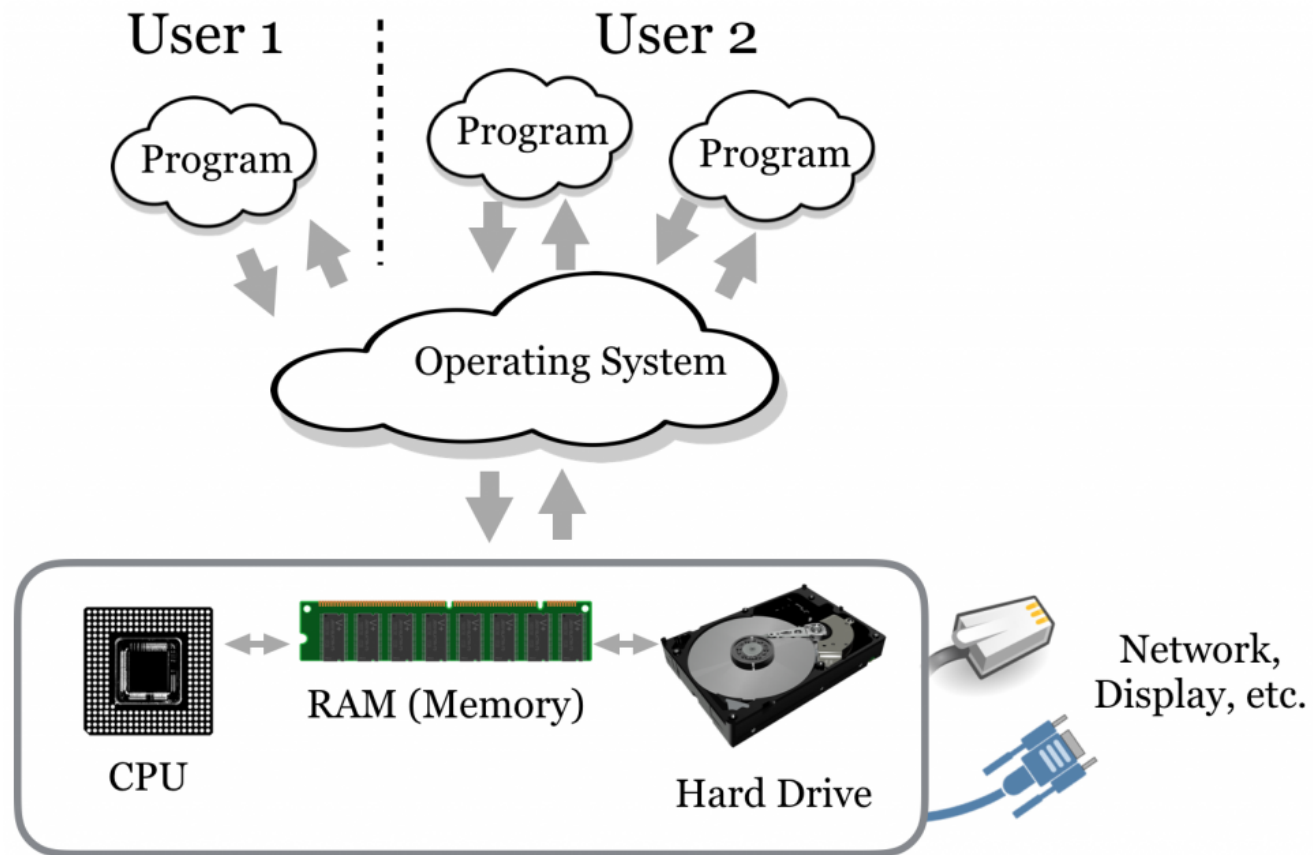 User 1
User 2
Program
Program
Program
Operating System
CPU
RAM (Memory)
Hard Drive
Network,
Display, etc.